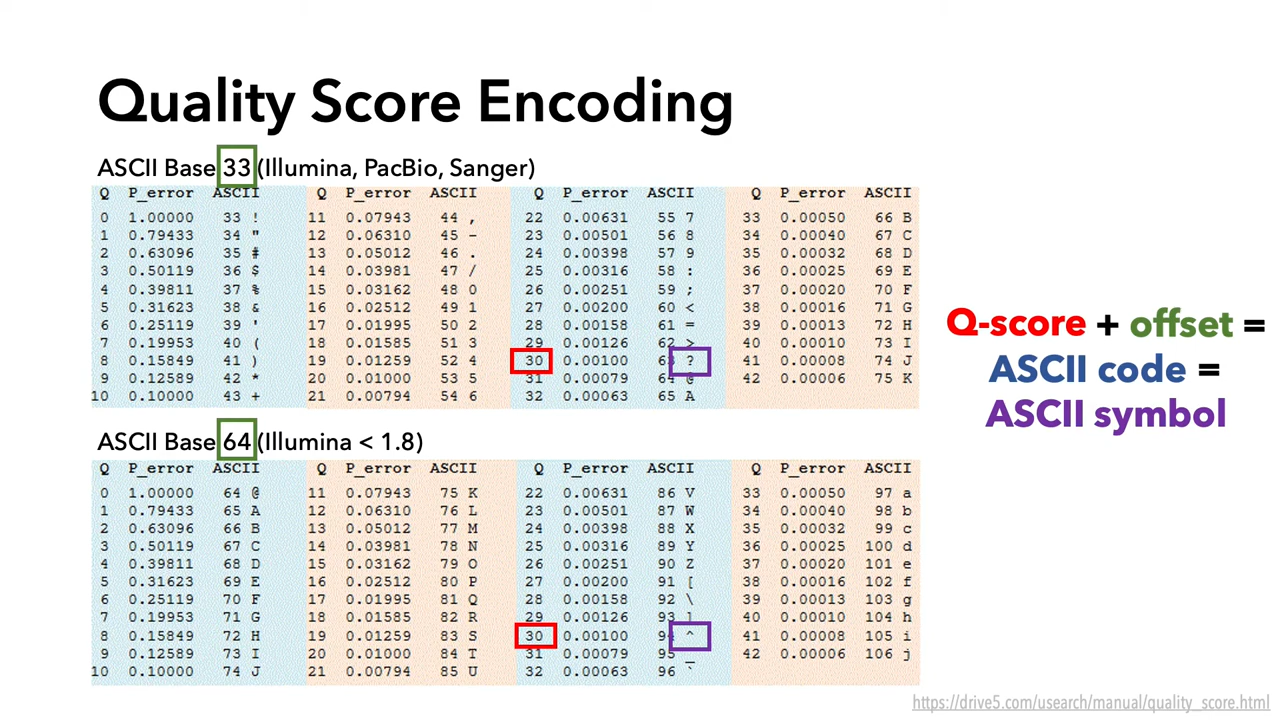 Quality Score Encoding
ASCII Base 33 (Illumina, PacBio, Sanger)
Q P_error ASCII Q P_error ASCII Q P_error ASCII Q P_error ASCII
0 1.00000 33 ! 11 0.07943 44 , 22 0.00631 55 7 33 0.00050 66 B
1 0.79433 34 " 12 0.06310 45 - 23 0.00501 56 8 34 0.00040 67 C
2 0.63096 35 # 13 0.05012 46 . 24 0.00398 57 9 35 0.00032 68 D
3 0.50119 36 $ 14 0.03981 47 / 25 0.00316 58 : 36 0.00025 69 E
4 0.39811 37 % 15 0.03162 48 0 26 0.00251 59 ; 37 0.00020 70 F
5 0.31623 38 & 16 0.02512 49 1 27 0.00200 60 < 38 0.00016 71 G
6 0.25119 39 ' 17 0.01995 50 2 28 0.00158 61 = 39 0.00013 72 H
7 0.19953 40 ( 18 0.01585 51 3 29 0.00126 62 > 40 0.00010 73 I
8 0.15849 41 ) 19 0.01259 52 4 30 0.00100 63 ? 41 0.00008 74 J
9 0.12589 42 * 20 0.01000 53 5 31 0.00079 64 @ 42 0.00006 75 K
10 0.10000 43 + 21 0.00794 54 6 32 0.00063 65 A
Q-score + offset =
ASCII code =
ASCII symbol
ASCII Base 64 (Illumina < 1.8)
Q P_error ASCII Q P_error ASCII Q P_error ASCII Q P_error ASCII
0 1.00000 64 @ 11 0.07943 75 K 22 0.00631 86 V 33 0.00050 97 a
1 0.79433 65 A 12 0.06310 76 L 23 0.00501 87 W 34 0.00040 98 b
2 0.63096 66 B 13 0.05012 77 M 24 0.00398 88 X 35 0.00032 99 c
3 0.50119 67 C 14 0.03981 78 N 25 0.00316 89 Y 36 0.00025 100 d
4 0.39811 68 D 15 0.03162 79 O 26 0.00251 90 Z 37 0.00020 101 e
5 0.31623 69 E 16 0.02512 80 P 27 0.00200 91 [ 38 0.00016 102 f
6 0.25119 70 F 17 0.01995 81 Q 28 0.00158 92 \ 39 0.00013 103 g
7 0.19953 71 G 18 0.01585 82 R 29 0.00126 93 ] 40 0.00010 104 h
8 0.15849 72 H 19 0.01259 83 S 30 0.00100 94 ^ 41 0.00008 105 i
9 0.12589 73 I 20 0.01000 84 T 31 0.00079 95 _ 42 0.00006 106 j
10 0.10000 74 J 21 0.00794 85 U 32 0.00063 96 `
https://drive5.com/usearch/manual/quality_score.html